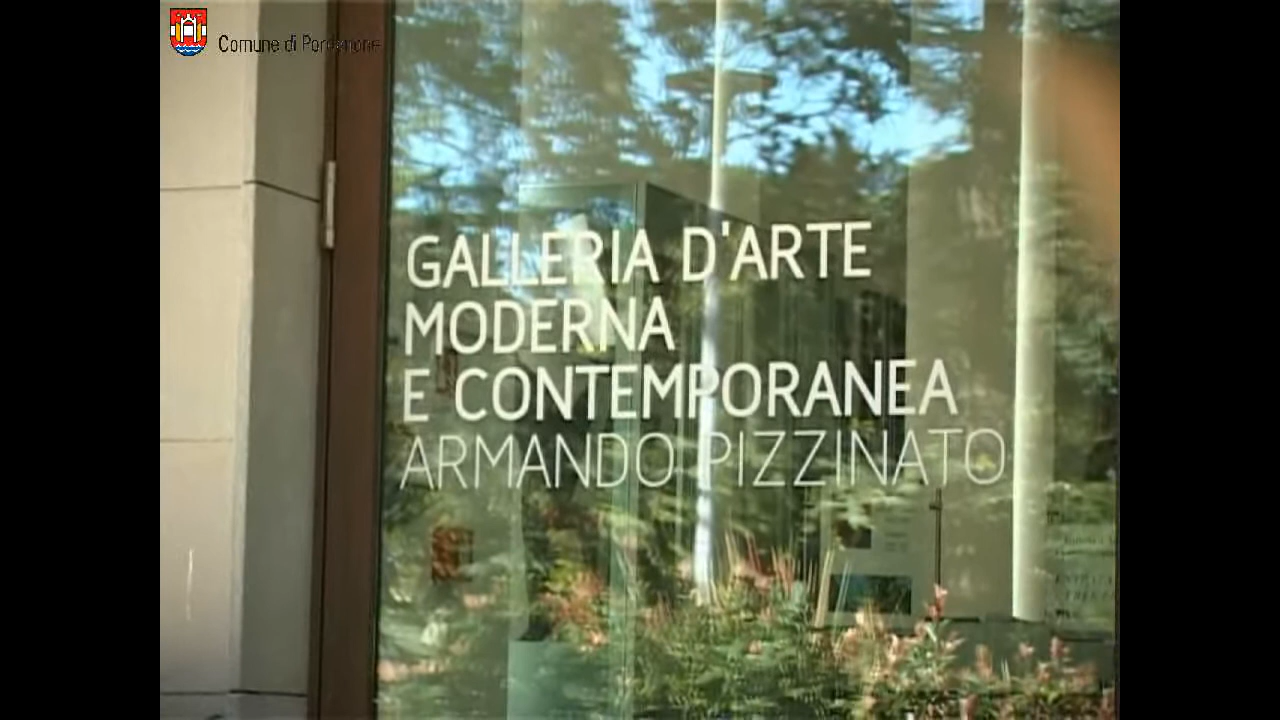 Comune di Pordenone
GALLERIA D'ARTE
MODERNA
E CONTEMPORANEA
ARMANDO PIZZINATO